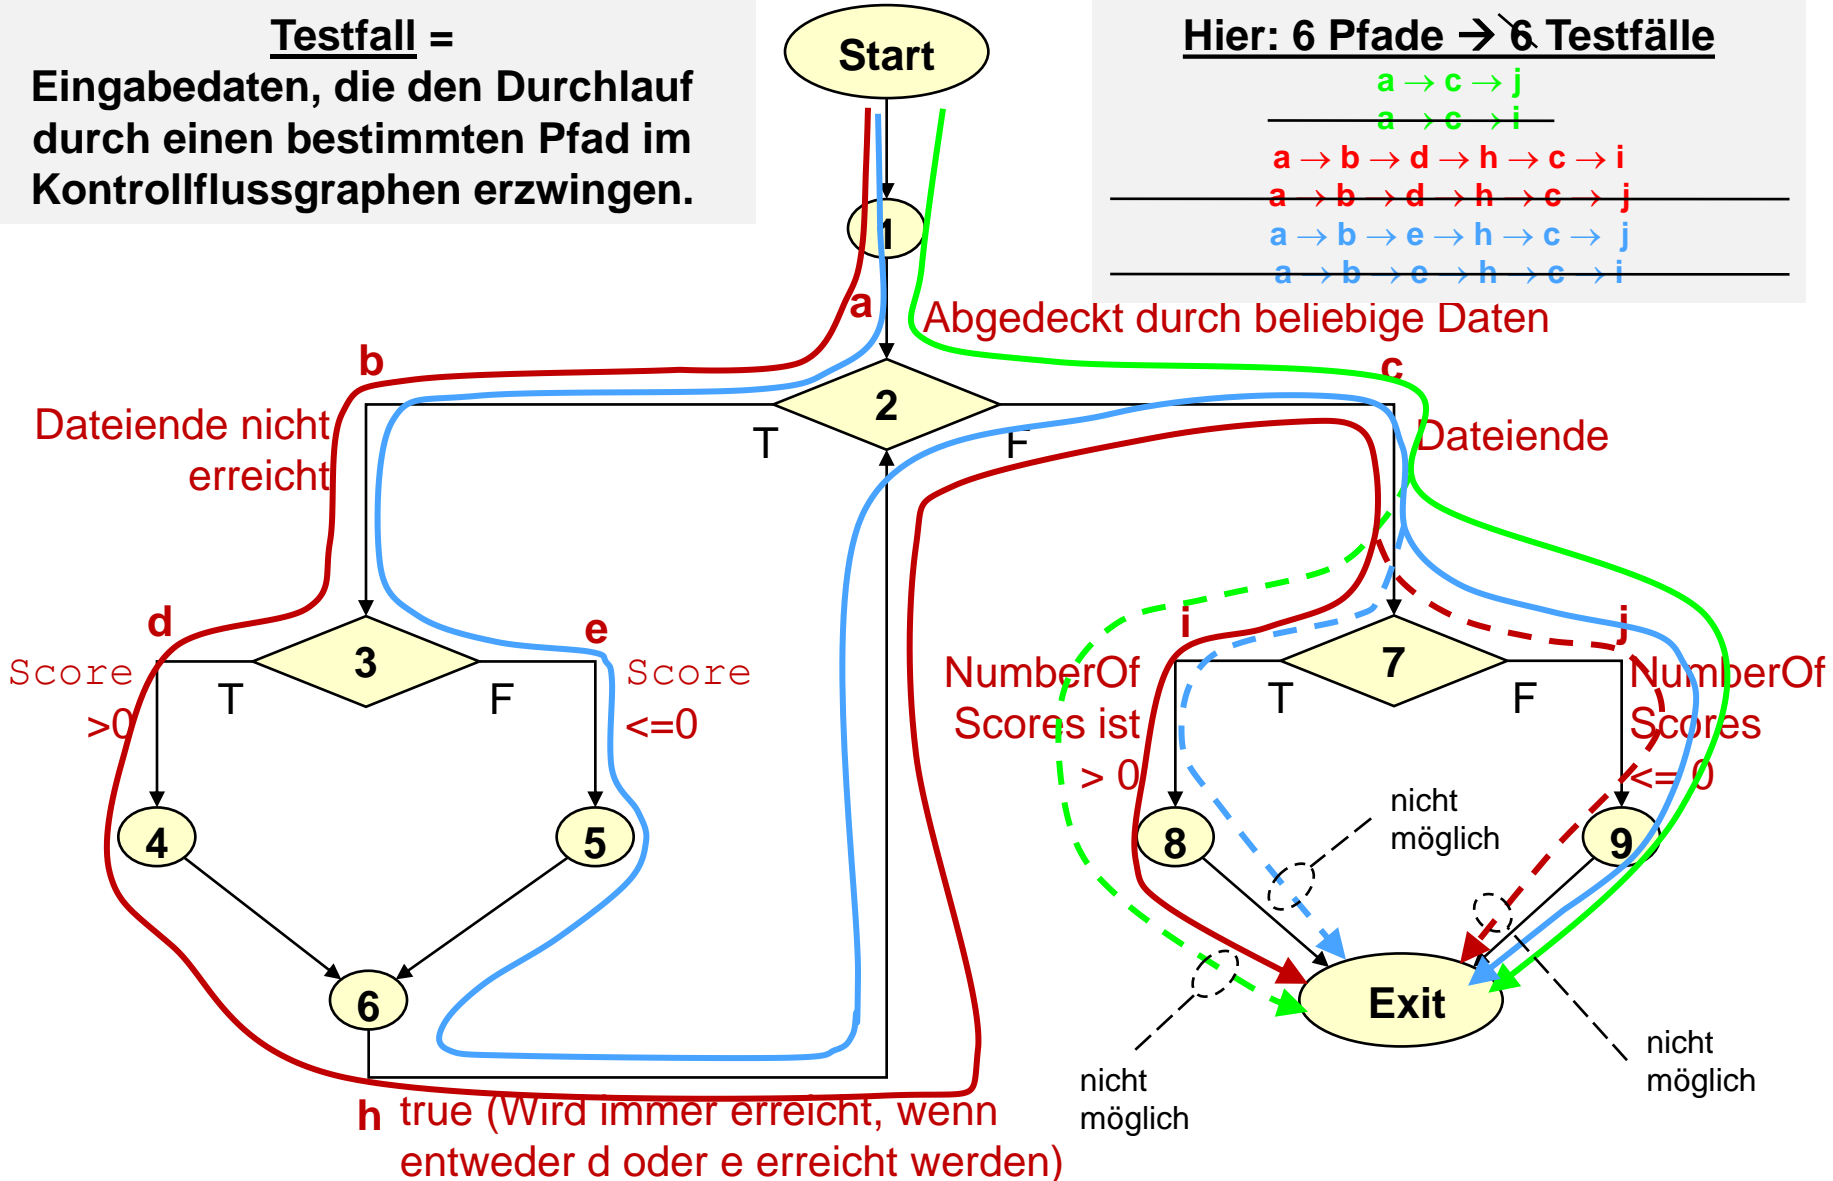 Testfall =
Eingabedaten, die den Durchlauf
durch einen bestimmten Pfad im
Kontrollflussgraphen erzwingen.
Start
Hier: 6 Pfade → 6 Testfälle
a → c → j
a → c → i
a → b → d → h → c → i
a → b → d → h → c → j
a → b → e → h → c → j
a → b → e → h → c → i
1
a
Abgedeckt durch beliebige Daten
b
c
2
T
F
Dateiende nicht
erreicht
Dateiende
d
e
i
j
3
T
F
Score
>0
Score
<=0
7
T
F
NumberOf
Scores ist
> 0
NumberOf
Scores
<= 0
4
5
8
9
nicht
möglich
6
Exit
nicht
möglich
nicht
möglich
h true (Wird immer erreicht, wenn
entweder d oder e erreicht werden)